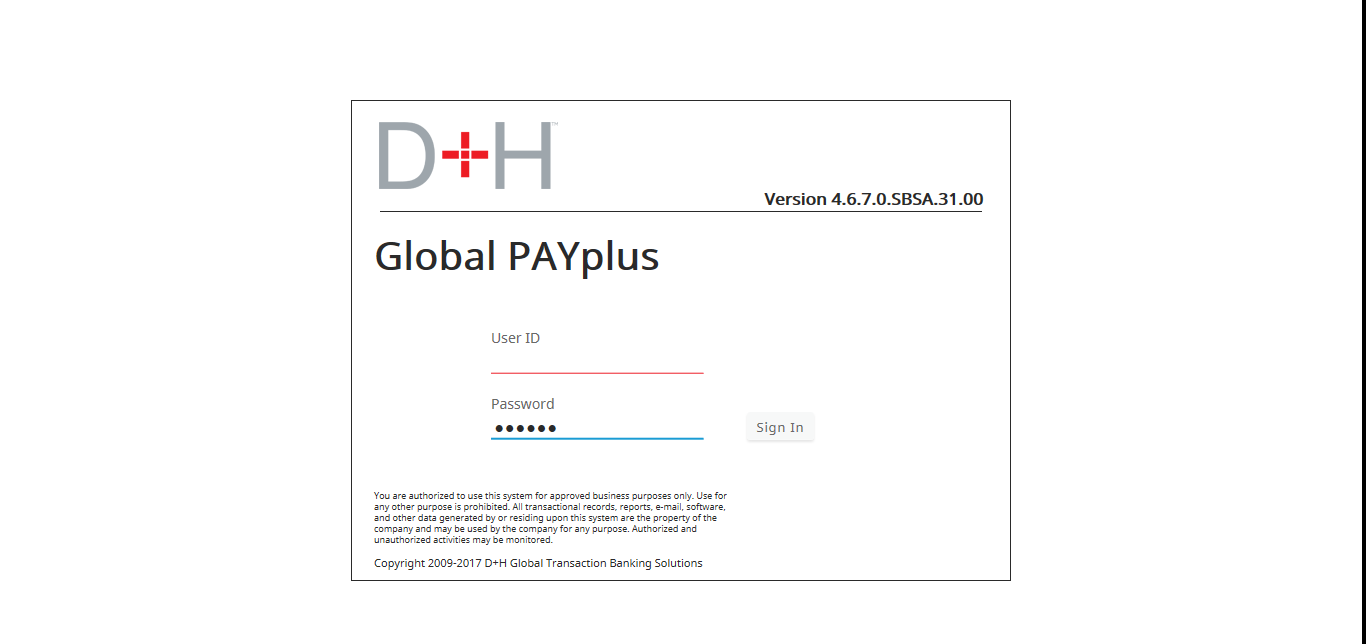 D+H™
Version 4.6.7.0.SBSA.31.00
Global PAYplus
User ID
Password
●●●●●●
Sign In
You are authorized to use this system for approved business purposes only. Use for
any other purpose is prohibited. All transactional records, reports, e-mail, software,
and other data generated by or residing upon this system are the property of the
company and may be used by the company for any purpose. Authorized and
unauthorized activities may be monitored.
Copyright 2009-2017 D+H Global Transaction Banking Solutions